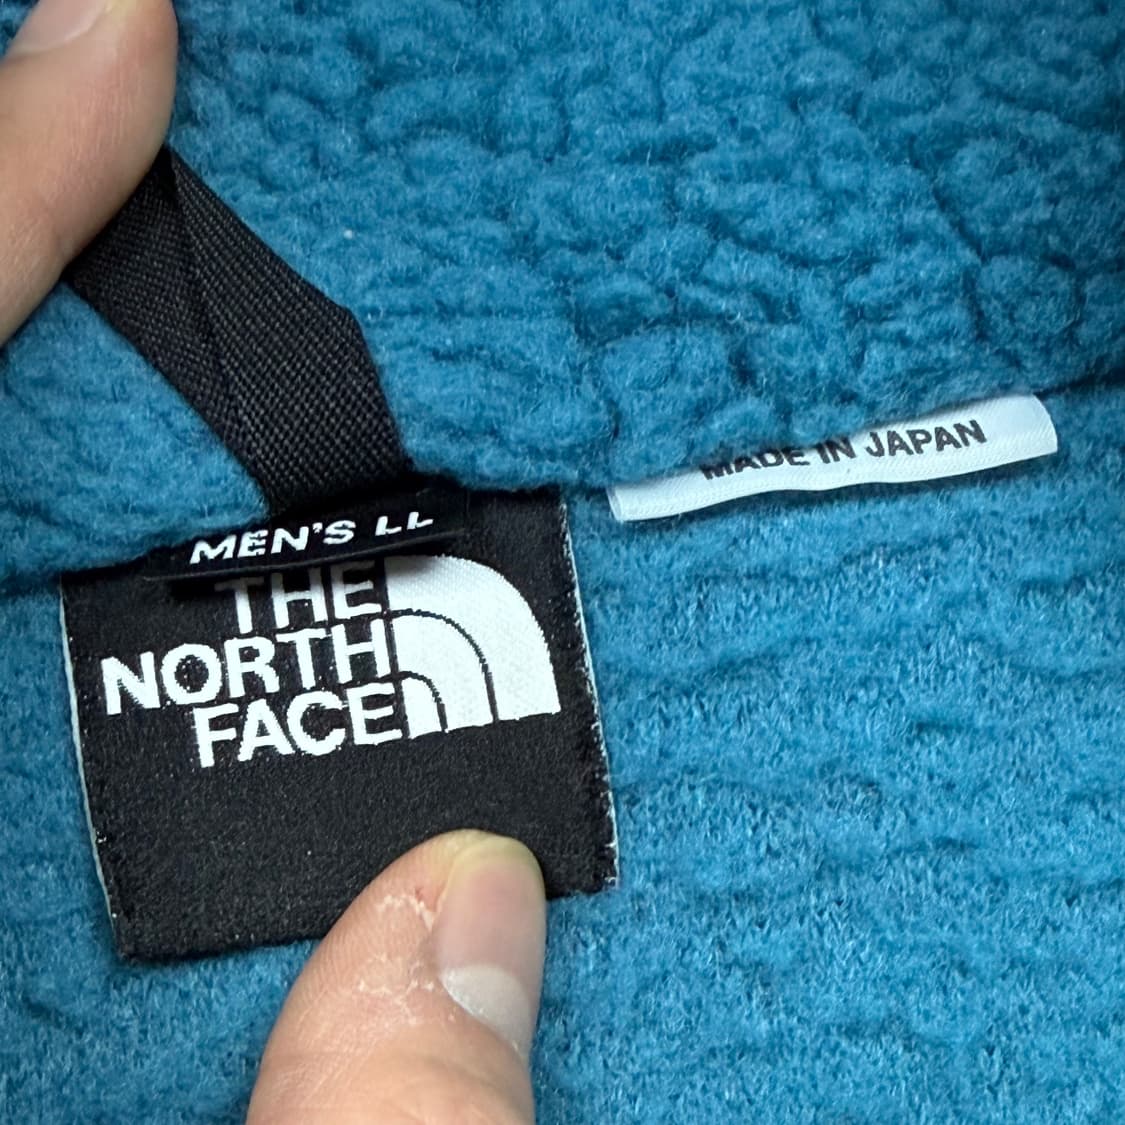 MADE IN JAPAN
MEN'S LL
THE
NORTH
FACE